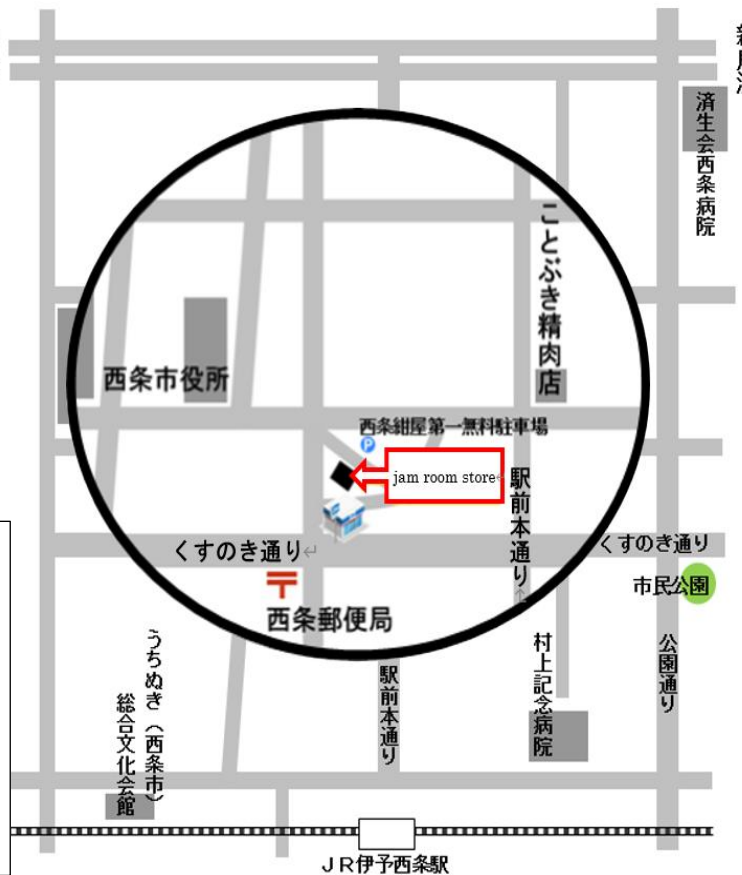 済生会西条病院
ことぶき精肉店
西条市役所
西条紺屋第一無料駐車場
P
jam room store
駅前本通り
くすのき通り
くすのき通り
市民公園
西条郵便局
うちぬき（西条市）
総合文化会館
駅前本通り
村上記念病院
公園通り
JR伊予西条駅